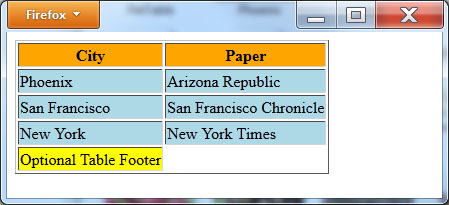 Firefox
City Paper
Phoenix Arizona Republic
San Francisco San Francisco Chronicle
New York New York Times
Optional Table Footer